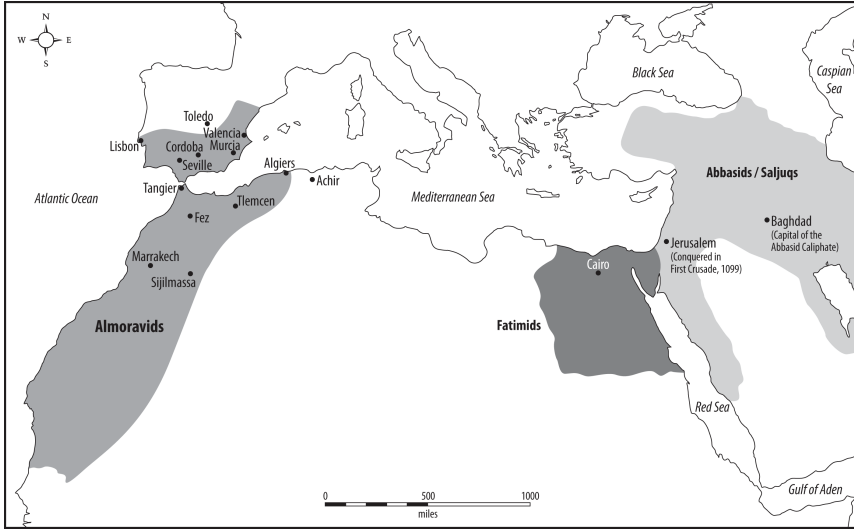 N
W E
S
Black Sea
Caspian
Sea
Toledo
Valencia
Lisbon
Cordoba
Murcia
Seville
Algiers
Achir
Abbasids / Saljuqs
Tangier
Atlantic Ocean
Mediterranean Sea
Tlemcen
Fez
Baghdad
(Capital of the
Abbasid Caliphate)
Jerusalem
(Conquered in
First Crusade, 1099)
Marrakech
Cairo
Sijilmassa
Almoravids
Fatimids
Red Sea
Gulf of Aden
0 500 1000
miles